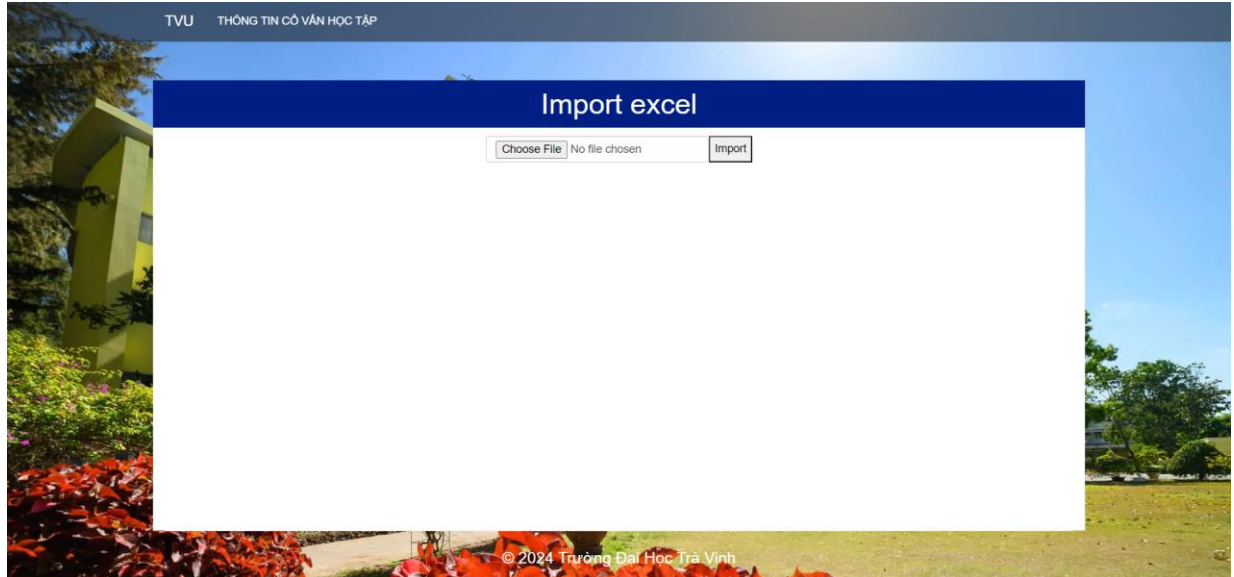 TVU THÔNG TIN CỐ VẤN HỌC TẬP
Import excel
Choose File No file chosen Import
© 2024 Trường Đại Học Trà Vinh